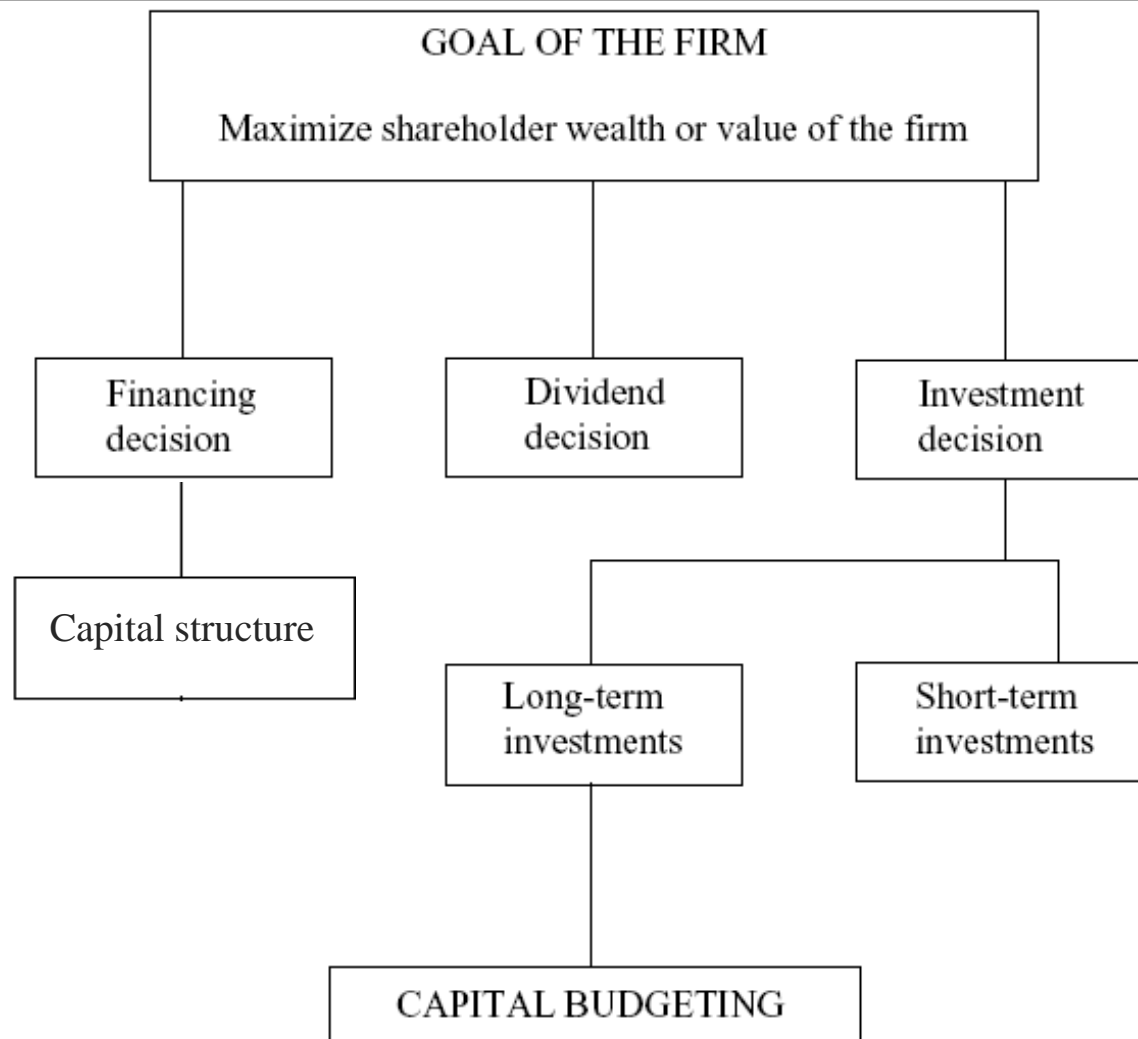 GOAL OF THE FIRM
Maximize shareholder wealth or value of the firm
Financing
decision
Dividend
decision
Investment
decision
Capital structure
Long-term
investments
Short-term
investments
CAPITAL BUDGETING